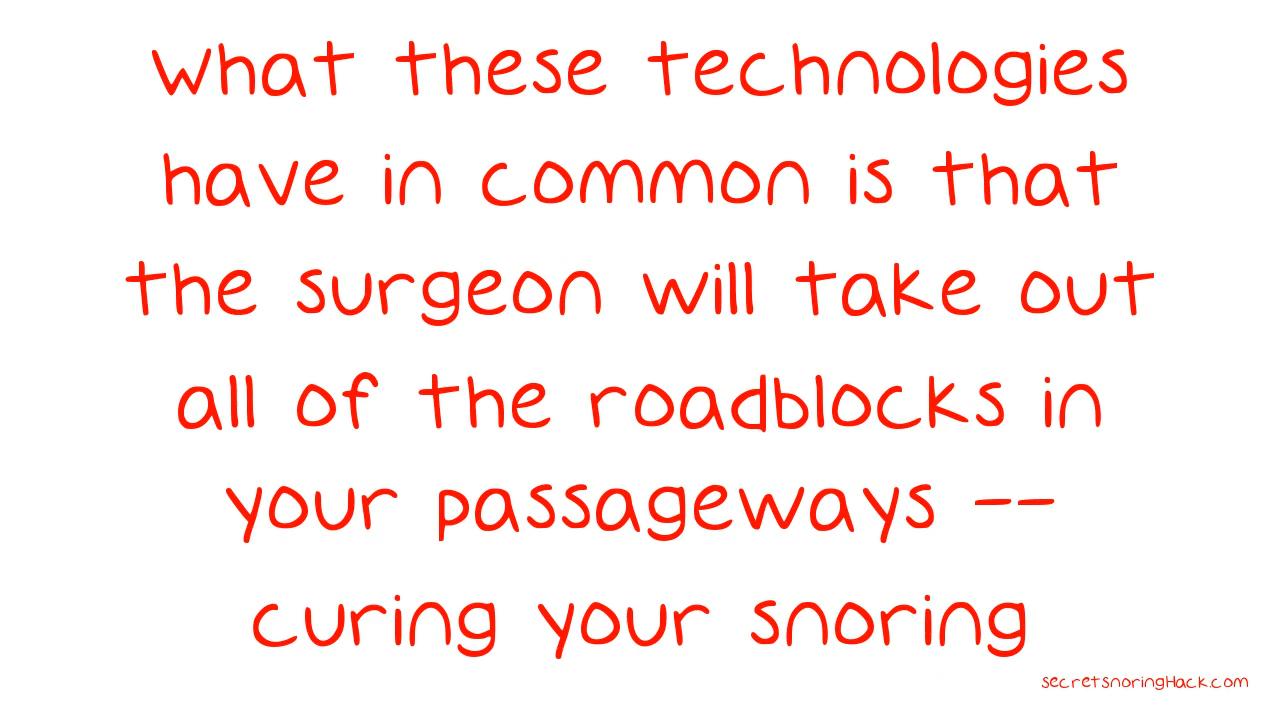 What these technologies
have in common is that
the surgeon will take out
all of the roadblocks in
your passageways --
curing your snoring
secretsnoringHack.com